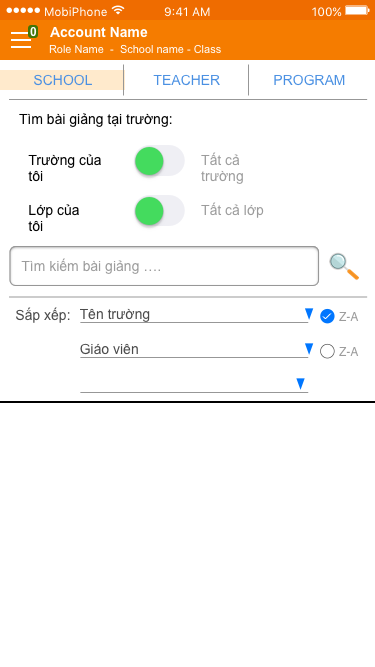 MobiPhone 9:41 AM 100%
0 Account Name
Role Name - School name - Class
SCHOOL TEACHER PROGRAM
Tìm bài giảng tại trường:
Trường của tôi Tất cả trường
Lớp của tôi Tất cả lớp
Tìm kiếm bài giảng ....
Sắp xếp: Tên trường Z-A
Giáo viên Z-A